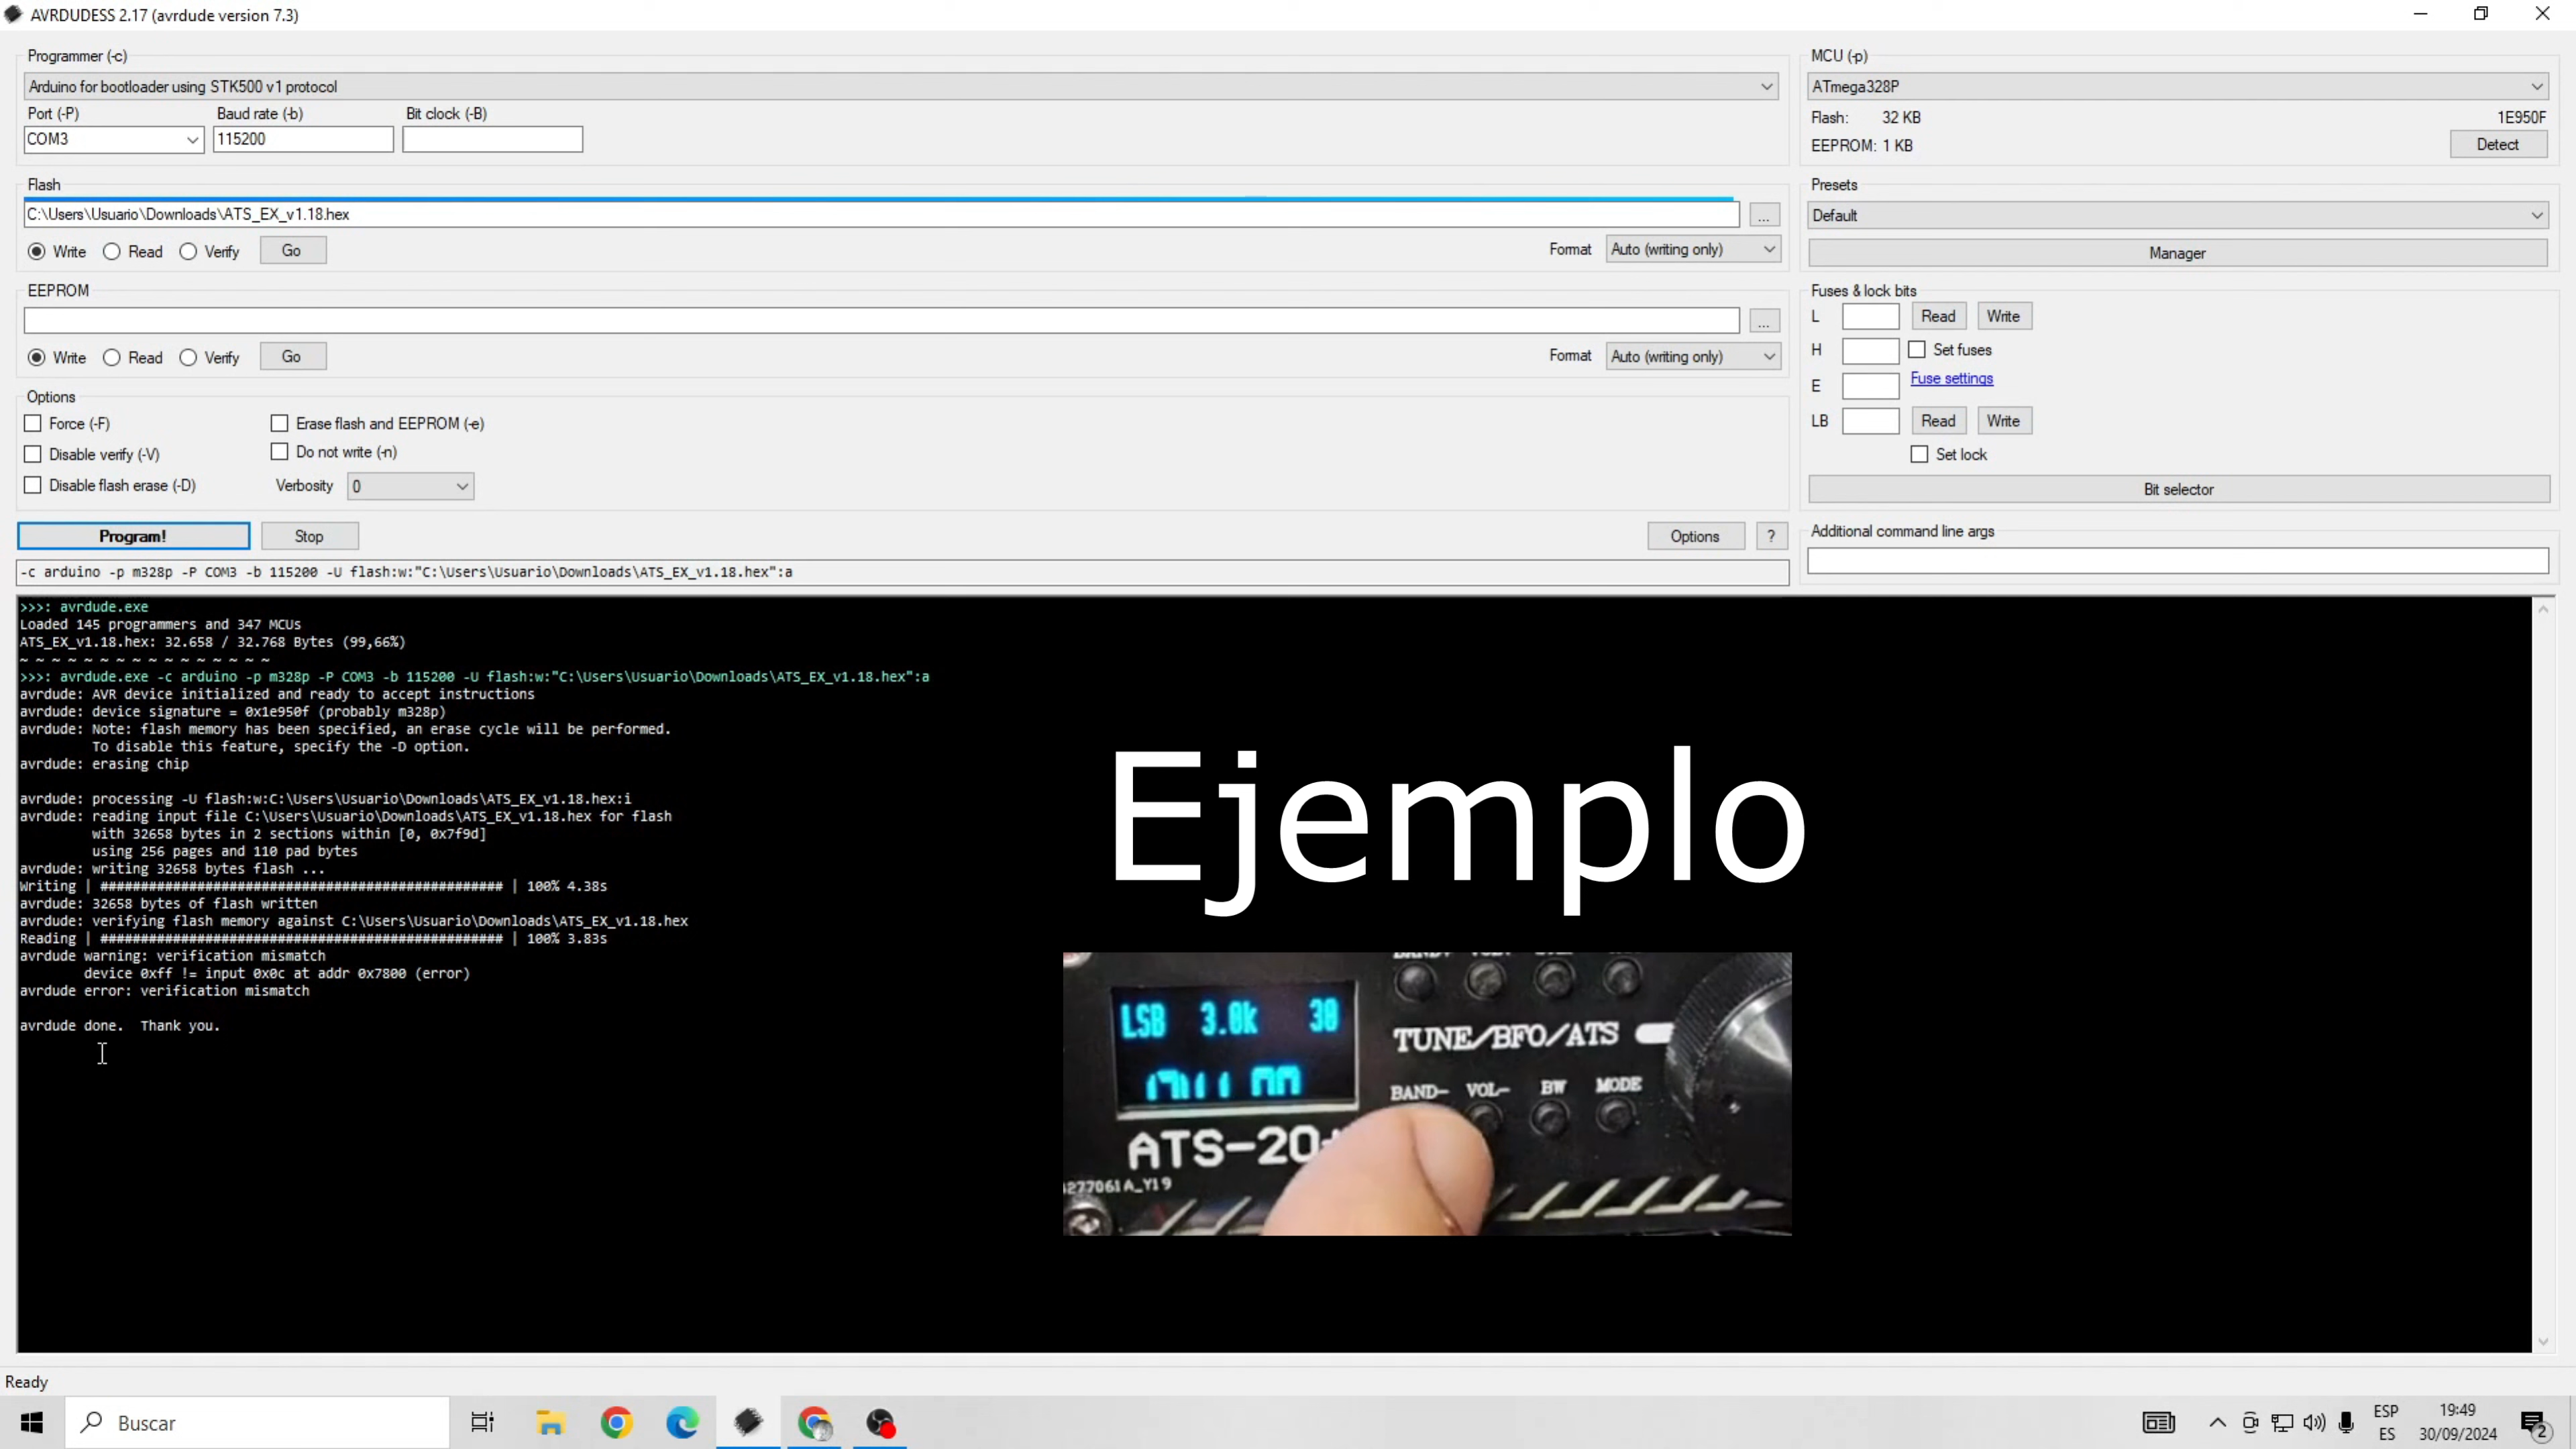 AVRDUDESS 2.17 (avrdude version 7.3)
Programmer (-c)
Arduino for bootloader using STK500 v1 protocol
Port (-P)
Baud rate (-b)
Bit clock (-B)
COM3
115200
MCU (-p)
ATmega328P
Flash: 32 KB
1E950F
EEPROM: 1 KB
Detect
Flash
C:\Users\Usuario\Downloads\ATS_EX_v1.18.hex
...
Write
Read
Verify
Go
Format
Auto (writing only)
Presets
Default
Manager
EEPROM
...
Write
Read
Verify
Go
Format
Auto (writing only)
Fuses & lock bits
L
Read
Write
H
Set fuses
E
Fuse settings
LB
Read
Write
Set lock
Bit selector
Options
Force (-F)
Erase flash and EEPROM (-e)
Disable verify (-V)
Do not write (-n)
Disable flash erase (-D)
Verbosity
0
Program!
Stop
Options
?
Additional command line args
-c arduino -p m328p -P COM3 -b 115200 -U flash:w:"C:\Users\Usuario\Downloads\ATS_EX_v1.18.hex":a
>>>: avrdude.exe
Loaded 145 programmers and 347 MCUs
ATS_EX_v1.18.hex: 32.658 / 32.768 Bytes (99,66%)
~ ~ ~ ~ ~ ~ ~ ~ ~ ~ ~ ~ ~ ~ ~ ~
>>>: avrdude.exe -c arduino -p m328p -P COM3 -b 115200 -U flash:w:"C:\Users\Usuario\Downloads\ATS_EX_v1.18.hex":a
avrdude: AVR device initialized and ready to accept instructions
avrdude: device signature = 0x1e950f (probably m328p)
avrdude: Note: flash memory has been specified, an erase cycle will be performed.
To disable this feature, specify the -D option.
avrdude: erasing chip
avrdude: processing -U flash:w:C:\Users\Usuario\Downloads\ATS_EX_v1.18.hex:i
avrdude: reading input file C:\Users\Usuario\Downloads\ATS_EX_v1.18.hex for flash
with 32658 bytes in 2 sections within [0, 0x7f9d]
using 256 pages and 110 pad bytes
avrdude: writing 32658 bytes flash ...
Writing | ################################################## | 100% 4.38s
avrdude: 32658 bytes of flash written
avrdude: verifying flash memory against C:\Users\Usuario\Downloads\ATS_EX_v1.18.hex
Reading | ################################################## | 100% 3.83s
avrdude warning: verification mismatch
device 0xff != input 0x0c at addr 0x7800 (error)
avrdude error: verification mismatch
avrdude done. Thank you.
Ejemplo
LSB 3.0k 30
TUNE/BFO/ATS
BAND- VOL- BW MODE
ATS-20+
Ready
Buscar
ESP
ES
19:49
30/09/2024
2